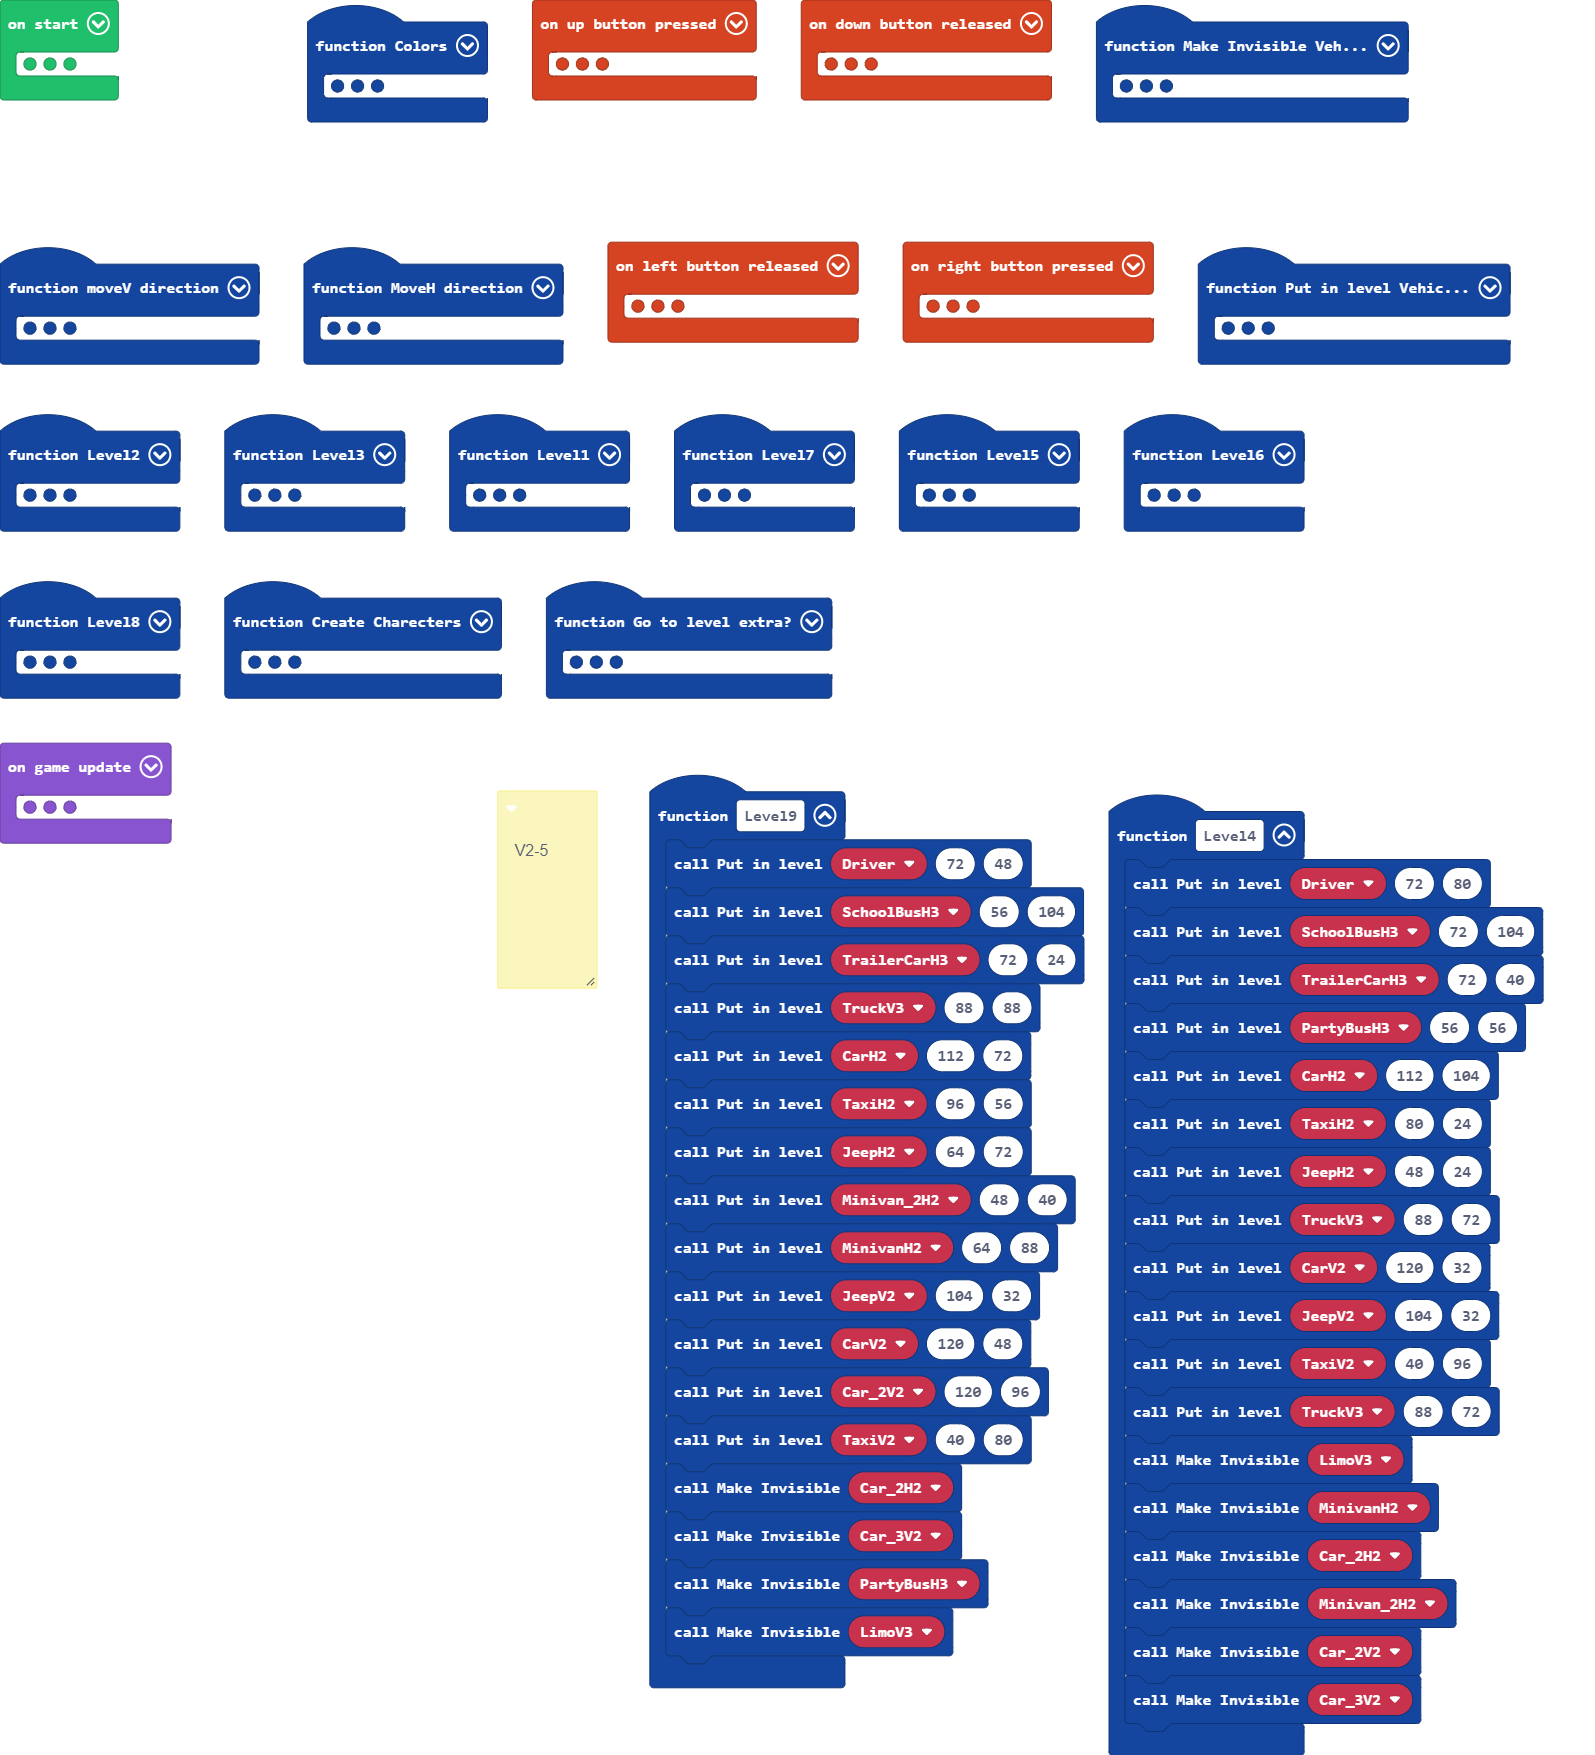 on start
function Colors
on up button pressed
on down button released
function Make Invisible Veh...
function moveV direction
function MoveH direction
on left button released
on right button pressed
function Put in level Vehic...
function Level2
function Level3
function Level1
function Level7
function Level5
function Level6
function Level8
function Create Charecters
function Go to level extra?
on game update
V2-5
function Level9
call Put in level Driver 72 48
call Put in level SchoolBusH3 56 104
call Put in level TrailerCarH3 72 24
call Put in level TruckV3 88 88
call Put in level CarH2 112 72
call Put in level TaxiH2 96 56
call Put in level JeepH2 64 72
call Put in level Minivan_2H2 48 40
call Put in level MinivanH2 64 88
call Put in level JeepV2 104 32
call Put in level CarV2 120 48
call Put in level Car_2V2 120 96
call Put in level TaxiV2 40 80
call Make Invisible Car_2H2
call Make Invisible Car_3V2
call Make Invisible PartyBusH3
call Make Invisible LimoV3
function Level4
call Put in level Driver 72 80
call Put in level SchoolBusH3 72 104
call Put in level TrailerCarH3 72 40
call Put in level PartyBusH3 56 56
call Put in level CarH2 112 104
call Put in level TaxiH2 80 24
call Put in level JeepH2 48 24
call Put in level TruckV3 88 72
call Put in level CarV2 120 32
call Put in level JeepV2 104 32
call Put in level TaxiV2 40 96
call Put in level TruckV3 88 72
call Make Invisible LimoV3
call Make Invisible MinivanH2
call Make Invisible Car_2H2
call Make Invisible Minivan_2H2
call Make Invisible Car_2V2
call Make Invisible Car_3V2